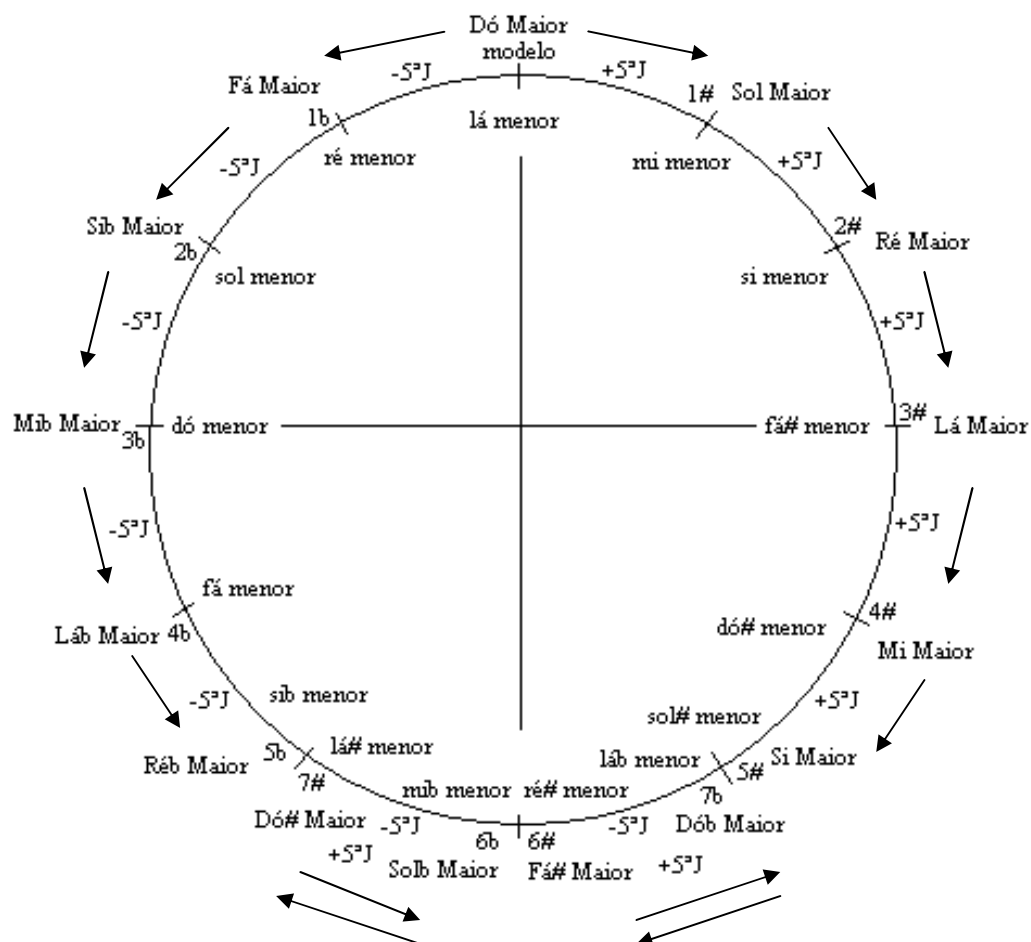 Dó Maior
modelo
-5ªJ
+5ªJ
Fá Maior
1b
1#
Sol Maior
lá menor
ré menor
mi menor
-5ªJ
+5ªJ
Sib Maior
2b
2#
Ré Maior
sol menor
si menor
-5ªJ
+5ªJ
Mib Maior
3b
dó menor
fá# menor
3#
Lá Maior
-5ªJ
+5ªJ
fá menor
Láb Maior
4b
dó# menor
4#
Mi Maior
-5ªJ
+5ªJ
sib menor
sol# menor
Réb Maior
5b
7#
lá# menor
láb menor
7b
5#
Si Maior
mib menor
ré# menor
Dó# Maior
-5ªJ
+5ªJ
Solb Maior
6b
6#
Fá# Maior
-5ªJ
+5ªJ
Dób Maior